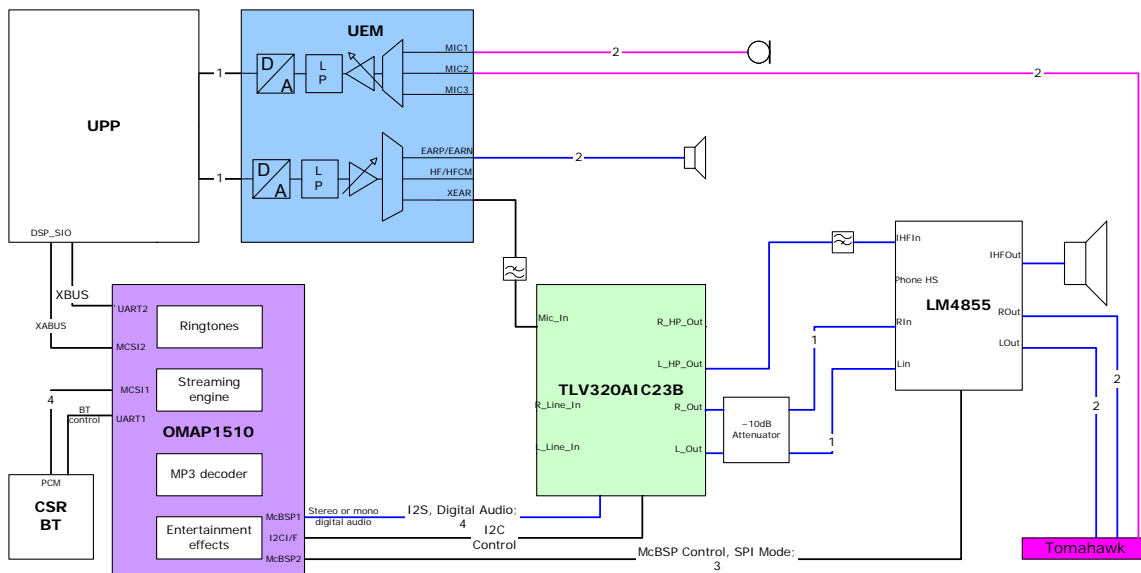 UPP
DSP_SIO
1
1
UEM
D
A
L
P
MIC1
MIC2
MIC3
2
2
D
A
L
P
EARP/EARN
HF/HFCM
XEAR
2
XBUS
XABUS
UART2
MCSI2
MCSI1
UART1
4
BT
control
PCM
CSR
BT
Ringtones
Streaming
engine
OMAP1510
MP3 decoder
Entertainment
effects
McBSP1
I2CI/F
McBSP2
Stereo or mono
digital audio
I2S, Digital Audio;
4
I2C
Control
McBSP Control, SPI Mode;
3
Mic_In
R_HP_Out
L_HP_Out
TLV320AIC23B
R_Line_In
R_Out
L_Line_In
L_Out
~10dB
Attenuator
1
1
IHFIn
Phone HS
LM4855
RIn
Lin
IHFOut
ROut
LOut
2
2
Tomahawk